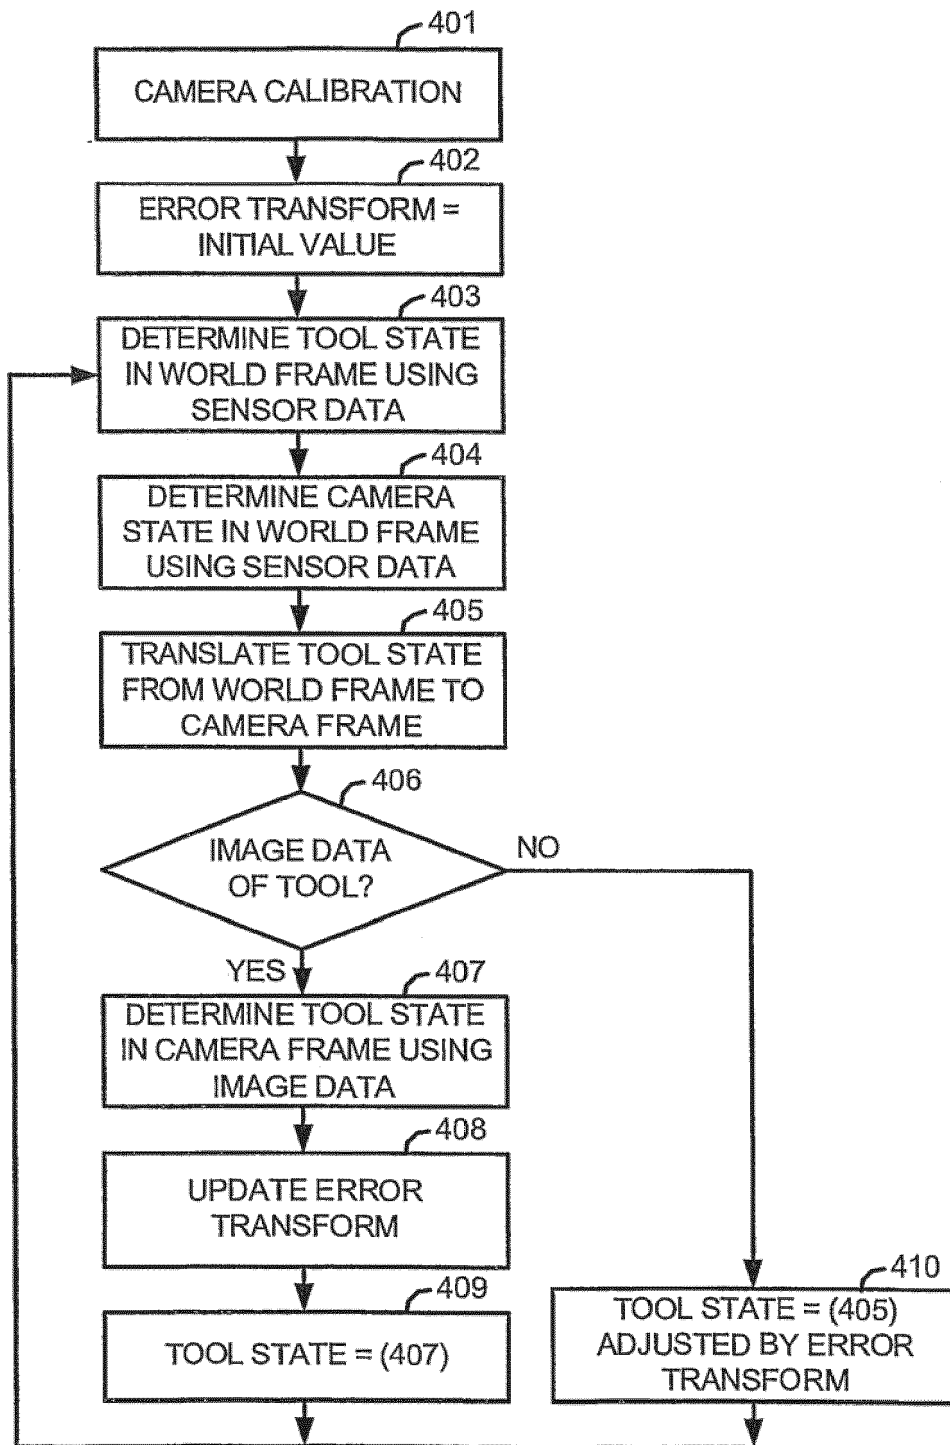 401
CAMERA CALIBRATION
402
ERROR TRANSFORM =
INITIAL VALUE
403
DETERMINE TOOL STATE
IN WORLD FRAME USING
SENSOR DATA
404
DETERMINE CAMERA
STATE IN WORLD FRAME
USING SENSOR DATA
405
TRANSLATE TOOL STATE
FROM WORLD FRAME TO
CAMERA FRAME
406
IMAGE DATA
OF TOOL?
NO
YES
407
DETERMINE TOOL STATE
IN CAMERA FRAME USING
IMAGE DATA
408
UPDATE ERROR
TRANSFORM
409
TOOL STATE = (407)
410
TOOL STATE = (405)
ADJUSTED BY ERROR
TRANSFORM